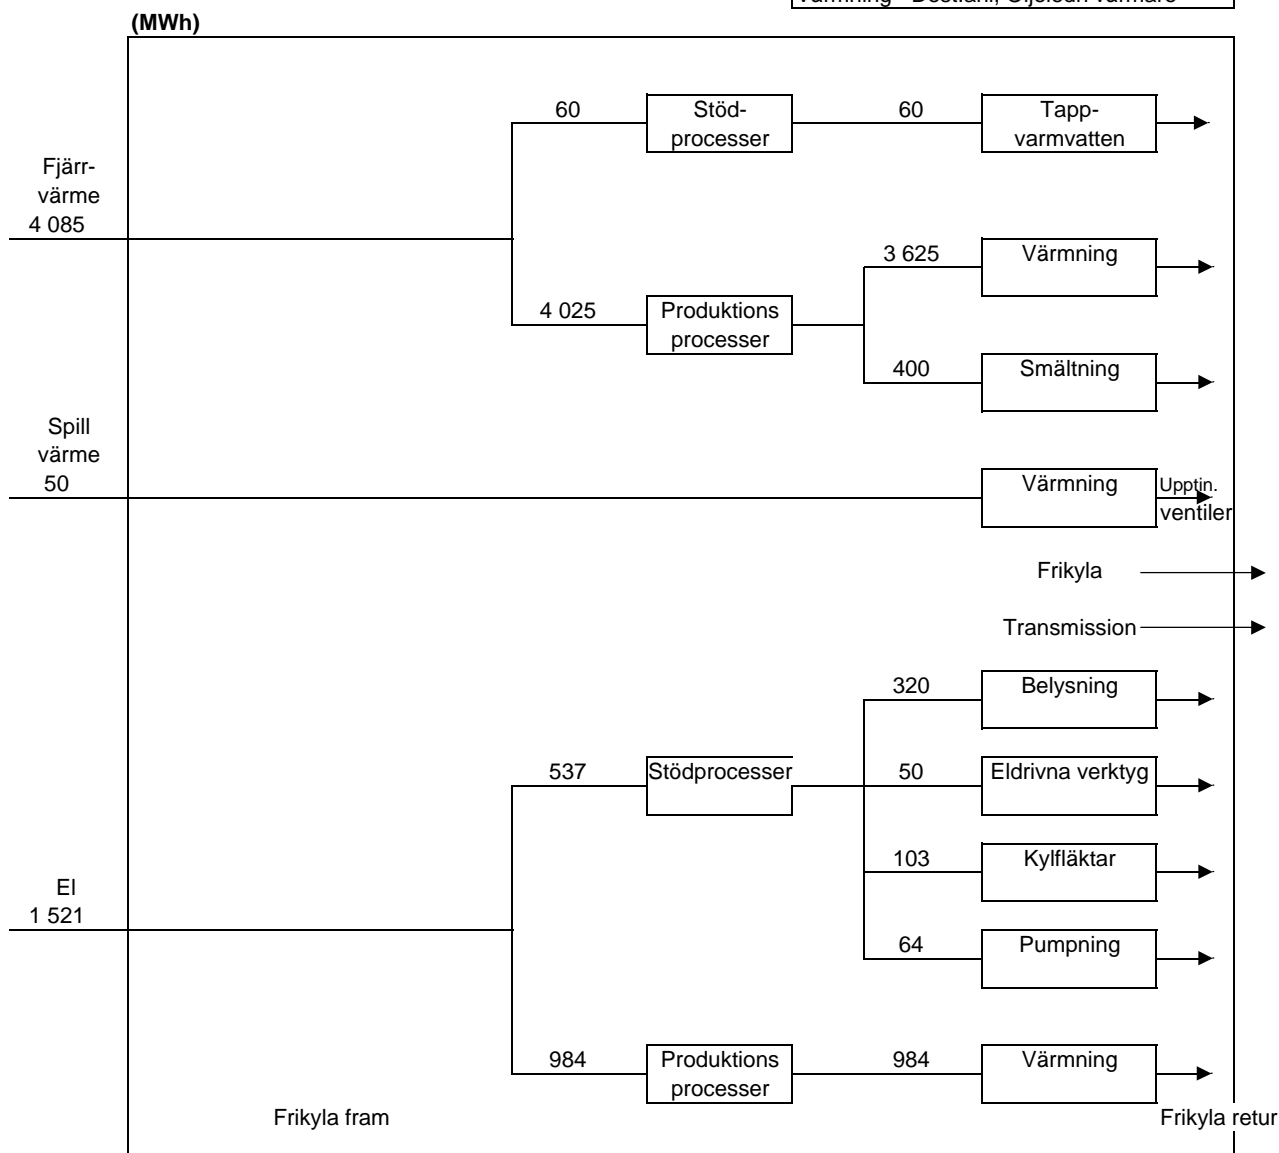 (MWh)
60
Stöd-
processer
60
Tapp-
varmvatten
Fjärr-
värme
4 085
3 625
Värmning
4 025
Produktions
processer
400
Smältning
Spill
värme
50
Värmning
Upptin.
ventiler
Frikyla
Transmission
320
Belysning
537
Stödprocesser
50
Eldrivna verktyg
103
Kylfläktar
El
1 521
64
Pumpning
984
Produktions
processer
984
Värmning
Frikyla fram
Frikyla retur